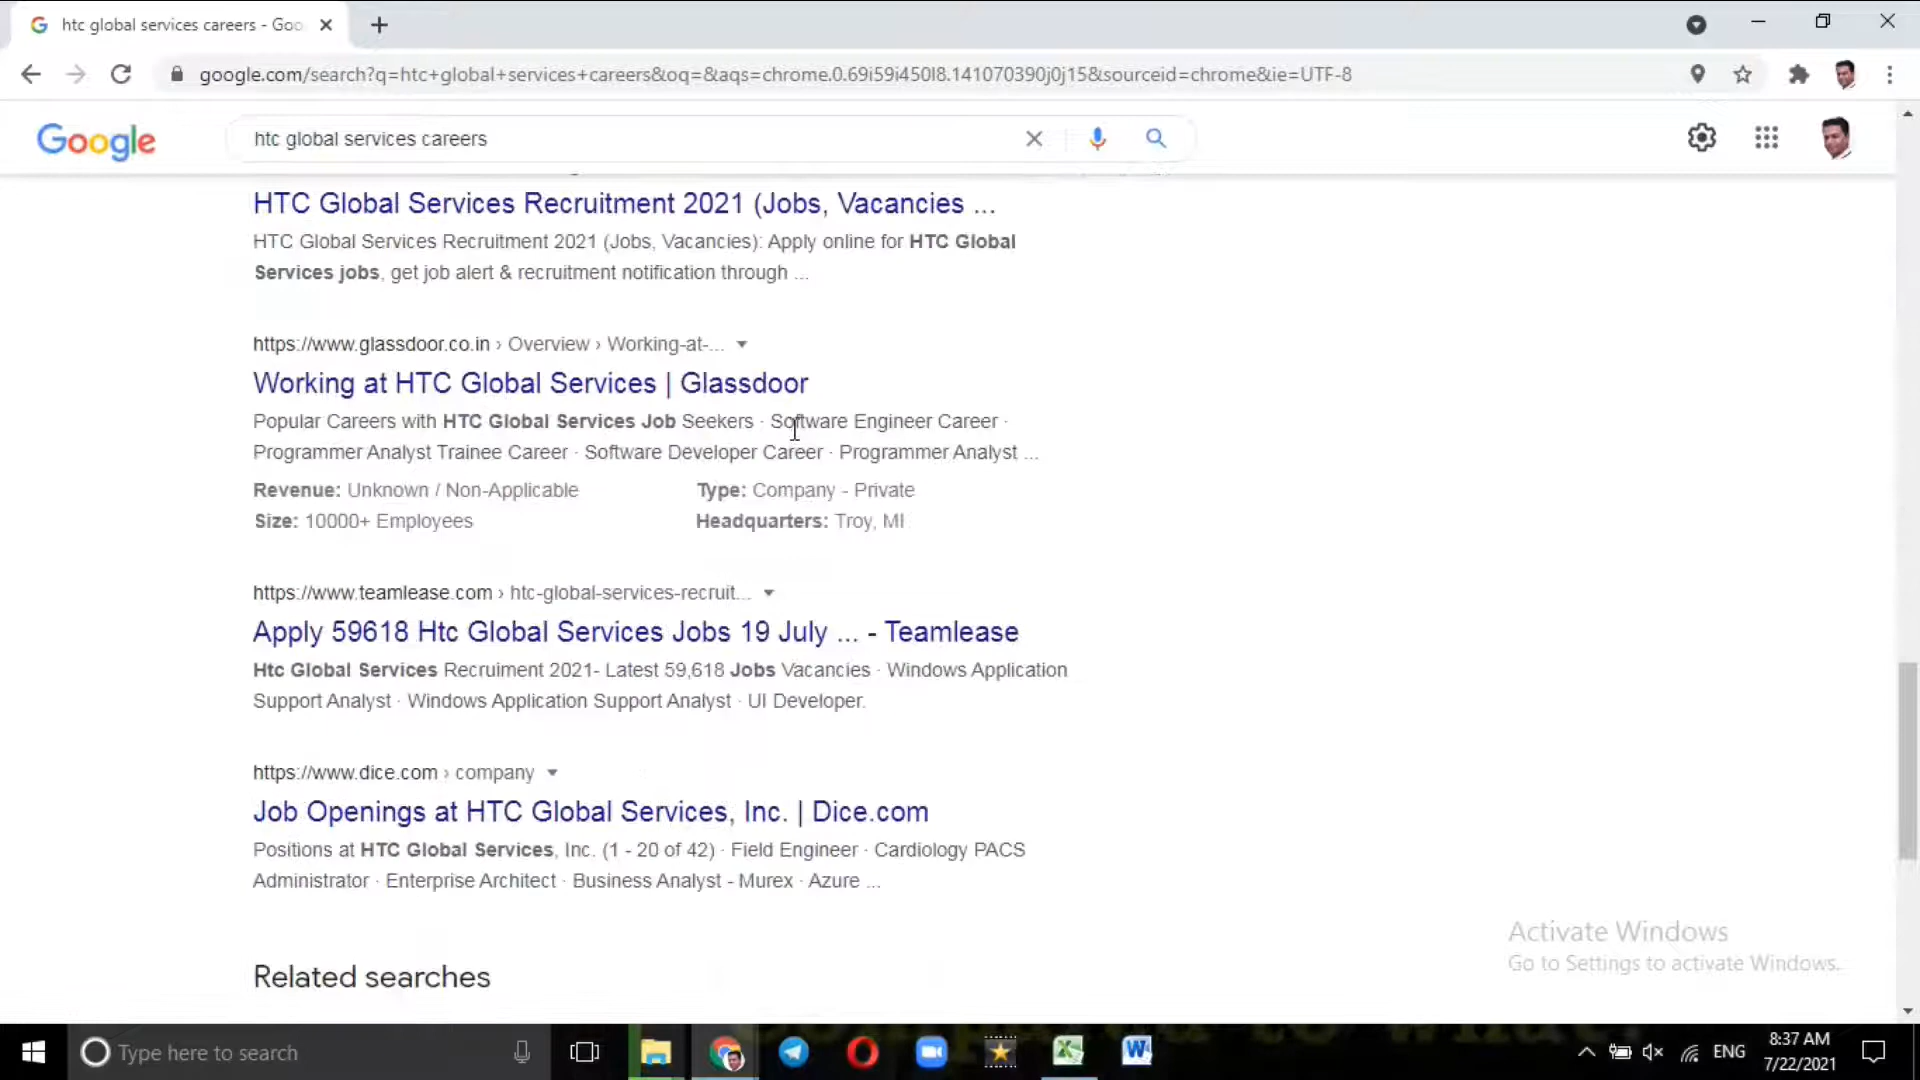 htc global services careers - Goo
google.com/search?q=htc+global+services+careers&oq=&aqs=chrome.0.69i59i450l8.141070390j0j15&sourceid=chrome&ie=UTF-8
Google
htc global services careers
HTC Global Services Recruitment 2021 (Jobs, Vacancies ...
HTC Global Services Recruitment 2021 (Jobs, Vacancies): Apply online for HTC Global
Services jobs, get job alert & recruitment notification through ...
https://www.glassdoor.co.in › Overview › Working-at-...
Working at HTC Global Services | Glassdoor
Popular Careers with HTC Global Services Job Seekers · Software Engineer Career ·
Programmer Analyst Trainee Career · Software Developer Career · Programmer Analyst ...
Revenue: Unknown / Non-Applicable Type: Company - Private
Size: 10000+ Employees Headquarters: Troy, MI
https://www.teamlease.com › htc-global-services-recruit...
Apply 59618 Htc Global Services Jobs 19 July ... - Teamlease
Htc Global Services Recruiment 2021- Latest 59,618 Jobs Vacancies · Windows Application
Support Analyst · Windows Application Support Analyst · UI Developer.
https://www.dice.com › company
Job Openings at HTC Global Services, Inc. | Dice.com
Positions at HTC Global Services, Inc. (1 - 20 of 42) · Field Engineer · Cardiology PACS
Administrator · Enterprise Architect · Business Analyst - Murex · Azure ...
Activate Windows
Go to Settings to activate Windows.
Related searches
Type here to search
ENG
8:37 AM
7/22/2021